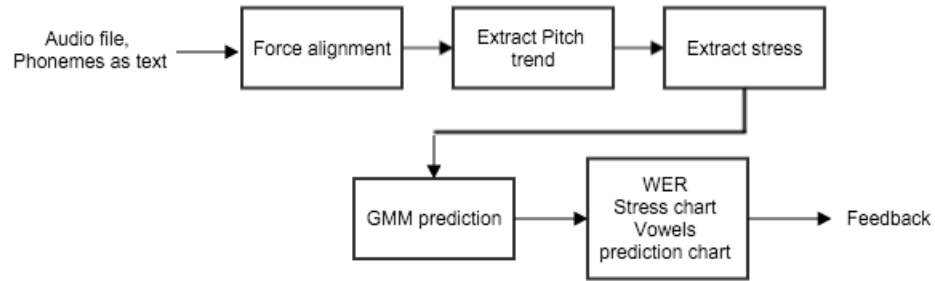 Audio file,
Phonemes as text
Force alignment
Extract Pitch
trend
Extract stress
GMM prediction
WER
Stress chart
Vowels
prediction chart
Feedback